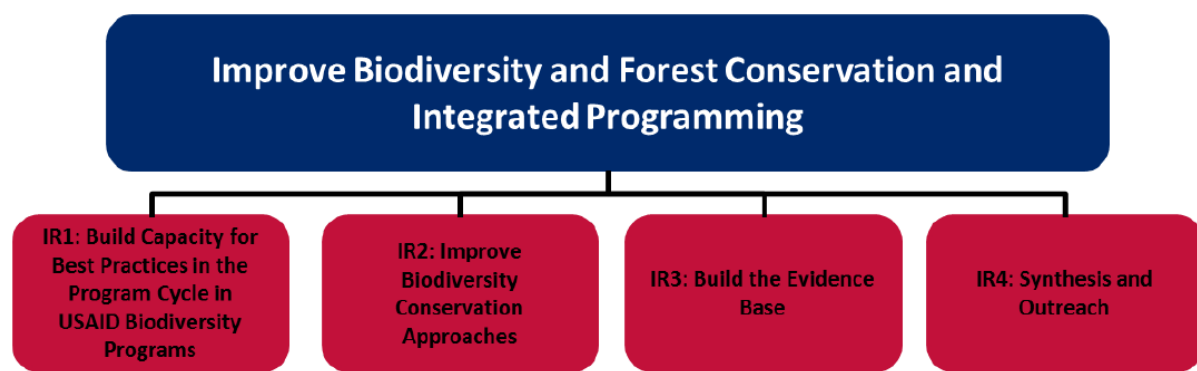 Improve Biodiversity and Forest Conservation and
Integrated Programming
IR1: Build Capacity for
Best Practices in the
Program Cycle in
USAID Biodiversity
Programs
IR2: Improve
Biodiversity
Conservation
Approaches
IR3: Build the Evidence
Base
IR4: Synthesis and
Outreach